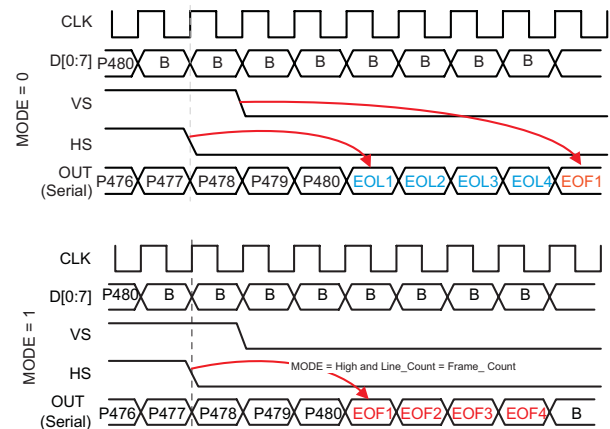 MODE = 0
CLK
D[0:7] P480 B B B B B B B B
VS
HS
OUT (Serial) P476 P477 P478 P479 P480 EOL1 EOL2 EOL3 EOL4 EOF1
MODE = 1
CLK
D[0:7] P480 B B B B B B B B
VS
HS MODE = High and Line_Count = Frame_ Count
OUT (Serial) P476 P477 P478 P479 P480 EOF1 EOF2 EOF3 EOF4 B